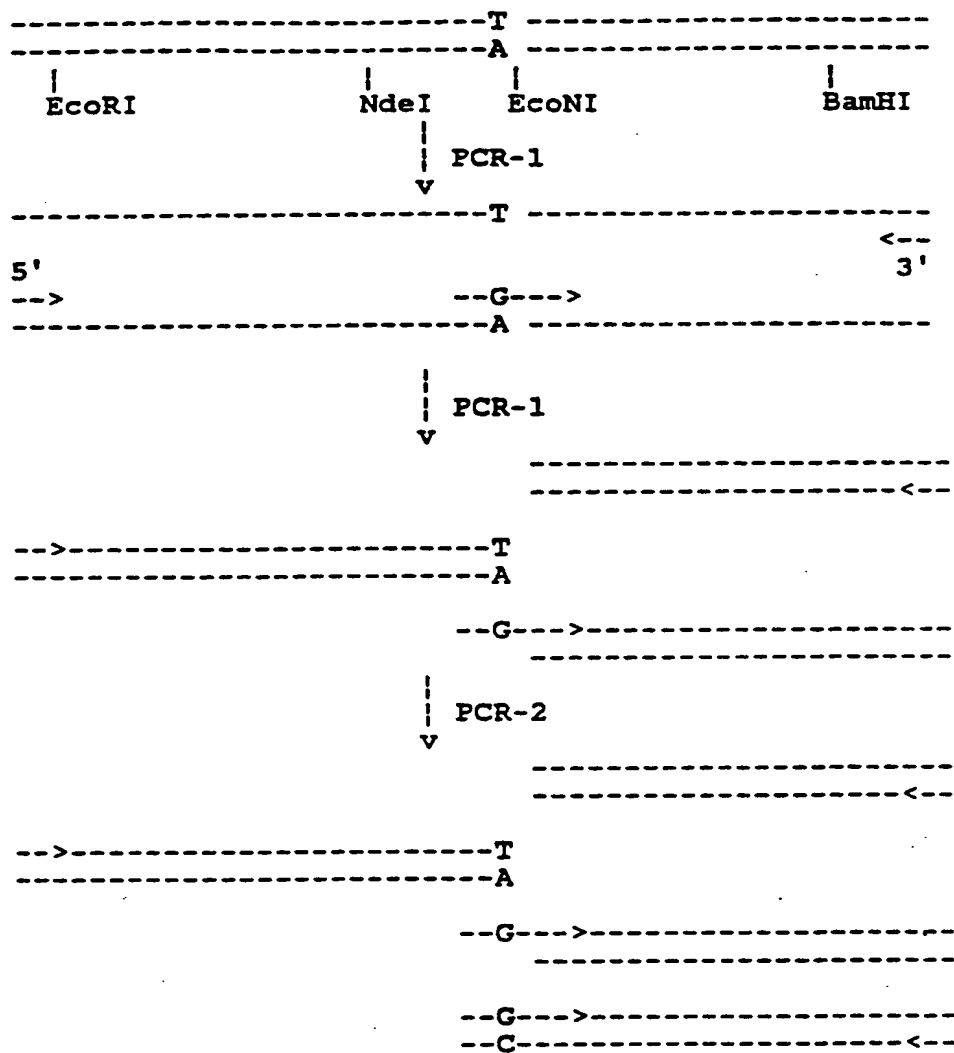 --------------------------T ----------------------
--------------------------A ----------------------
| | | |
EcoRI NdeI EcoNI BamHI
PCR-1
v
--------------------------T ----------------------
<--
5' 3'
--> --G--->
--------------------------A ----------------------
PCR-1
v
-----------------------
--------------------<--
-->-----------------------T
--------------------------A
--G--->--------------------
-----------------------
PCR-2
v
-----------------------
--------------------<--
-->-----------------------T
--------------------------A
--G--->--------------------
-----------------------
--G--->--------------------
--C---------------------<--